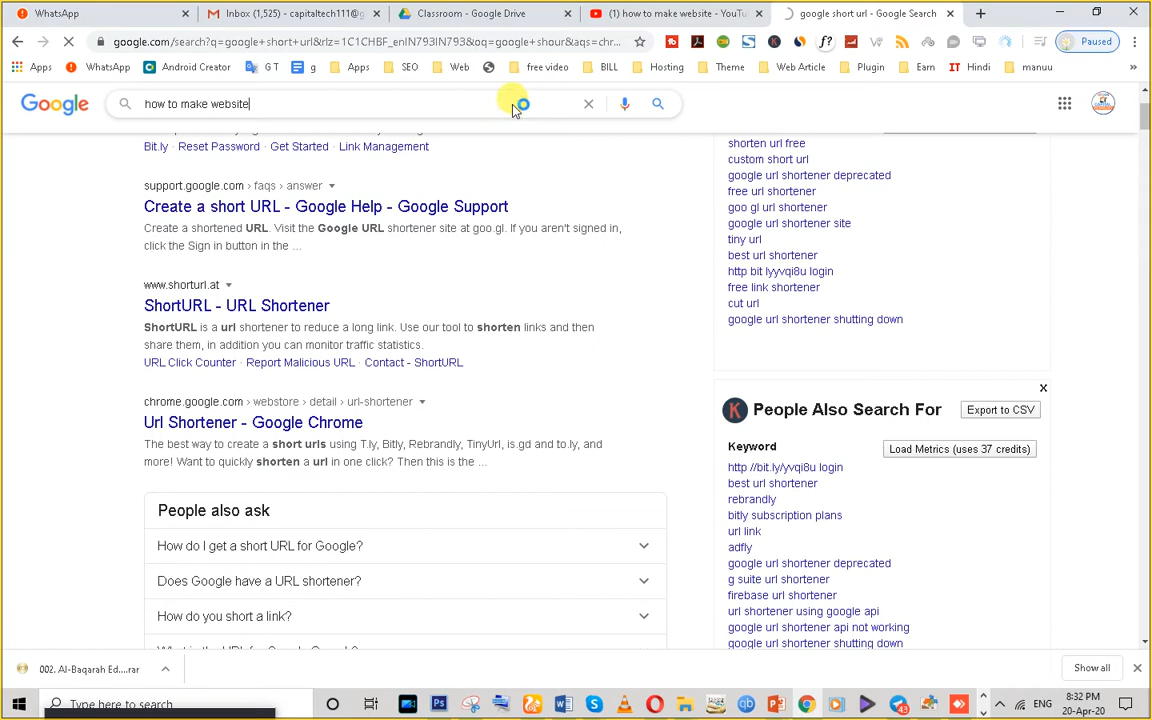 WhatsApp
Inbox (1,525) - capitaltech111@g
Classroom - Google Drive
(1) how to make website - YouTu
google short url - Google Search
google.com/search?q=google+short+url&rlz=1C1CHBF_enIN793IN793&oq=google+shour&aqs=chr...
Paused
Apps
WhatsApp
Android Creator
G T
g
Apps
SEO
Web
free video
BILL
Hosting
Theme
Web Article
Plugin
Earn
IT Hindi
manuu
Google
how to make website
Bit.ly · Reset Password · Get Started · Link Management
support.google.com › faqs › answer
Create a short URL - Google Help - Google Support
Create a shortened URL. Visit the Google URL shortener site at goo.gl. If you aren't signed in,
click the Sign in button in the ...
www.shorturl.at
ShortURL - URL Shortener
ShortURL is a url shortener to reduce a long link. Use our tool to shorten links and then
share them, in addition you can monitor traffic statistics.
URL Click Counter · Report Malicious URL · Contact - ShortURL
chrome.google.com › webstore › detail › url-shortener
Url Shortener - Google Chrome
The best way to create a short urls using T.ly, Bitly, Rebrandly, TinyUrl, is.gd and to.ly, and
more! Want to quickly shorten a url in one click? Then this is the ...
People also ask
How do I get a short URL for Google?
Does Google have a URL shortener?
How do you short a link?
shorten url free
custom short url
google url shortener deprecated
free url shortener
goo gl url shortener
google url shortener site
tiny url
best url shortener
http bit lyyvqi8u login
free link shortener
cut url
google url shortener shutting down
X
K People Also Search For
Export to CSV
Keyword
Load Metrics (uses 37 credits)
http //bit.ly/yvqi8u login
best url shortener
rebrandly
bitly subscription plans
url link
adfly
google url shortener deprecated
g suite url shortener
firebase url shortener
url shortener using google api
google url shortener api not working
google url shortener shutting down
002. Al-Baqarah Ed....rar
Show all
Type here to search
43
ENG
8:32 PM
20-Apr-20